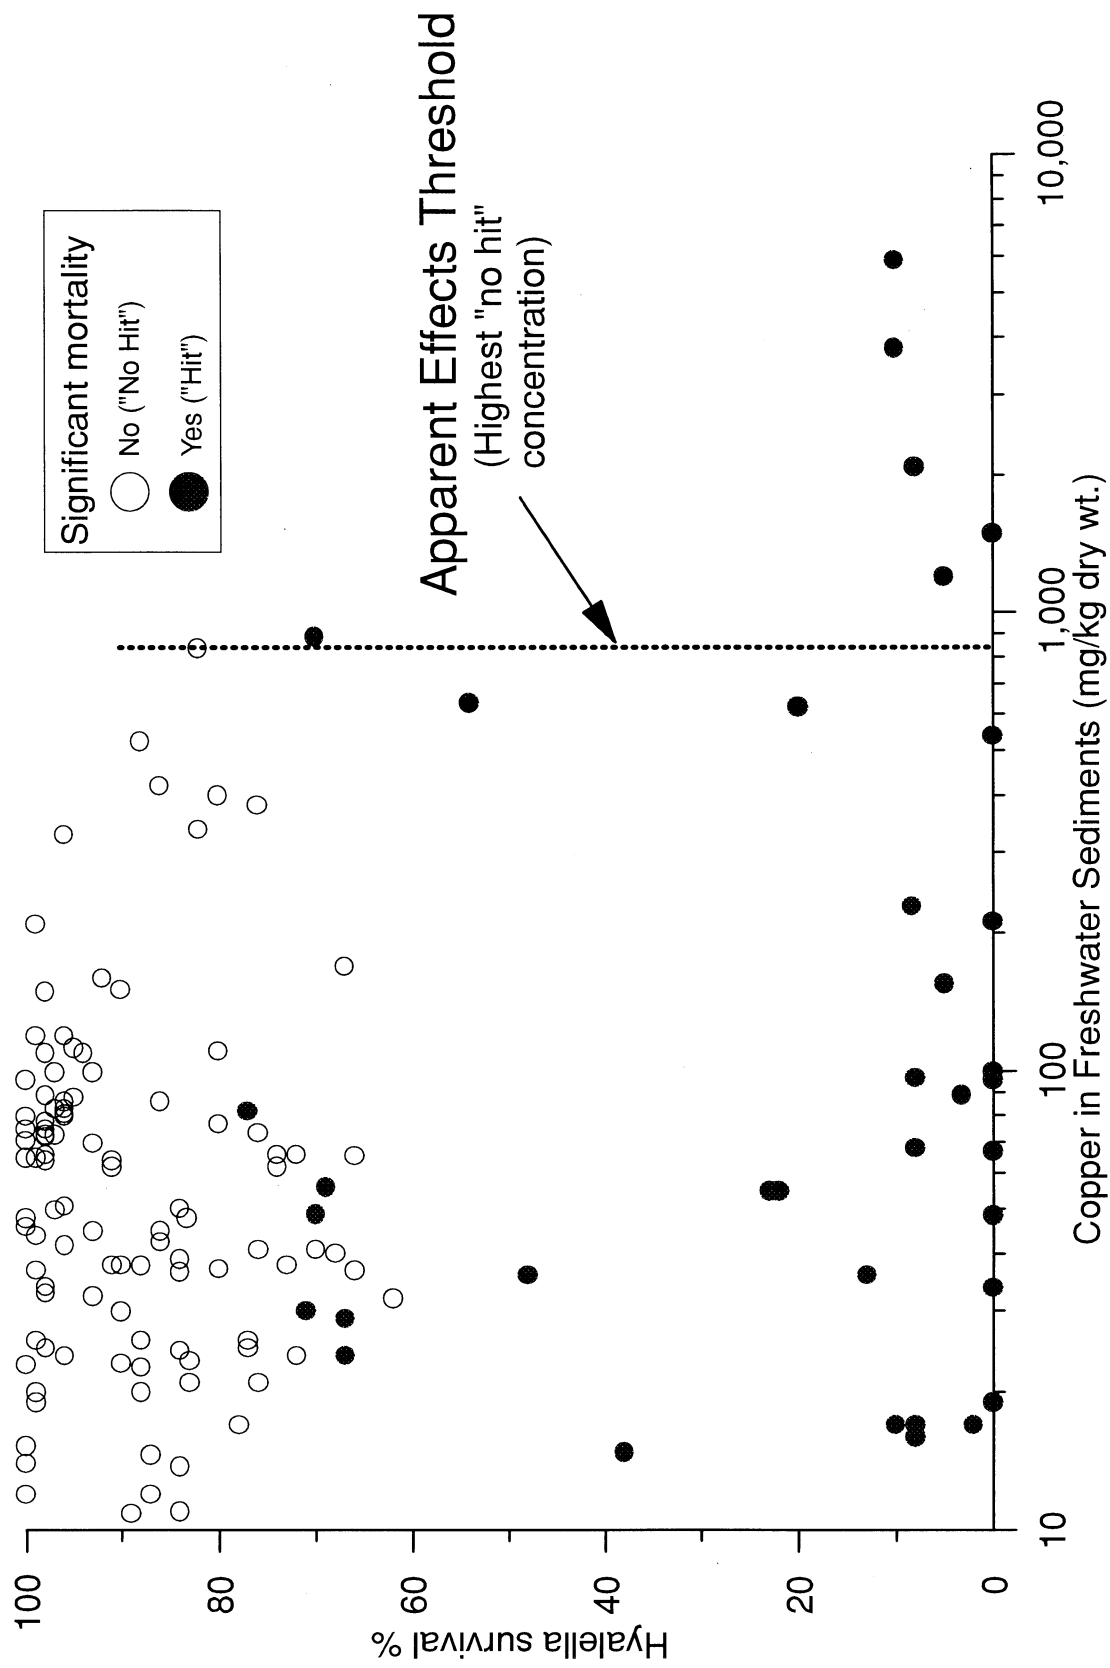 Significant mortality
No ("No Hit")
Yes ("Hit")
Apparent Effects Threshold
(Highest "no hit"
concentration)
Hyalella survival %
100
80
60
40
20
0
10
100
1,000
10,000
Copper in Freshwater Sediments (mg/kg dry wt.)